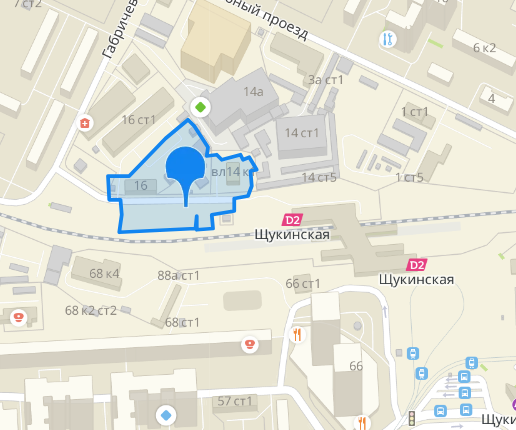 7 ст2
бный проезд
Габричев
6 к2
3а ст1
14а
4
16 ст1
1 ст1
14 ст1
вл14 к
16
14 ст5
1 ст5
D2
Щукинская
D2
Щукинская
68 к4
88а ст1
66 ст1
68 к2 ст2
68 ст1
66
57 ст1
Щуки